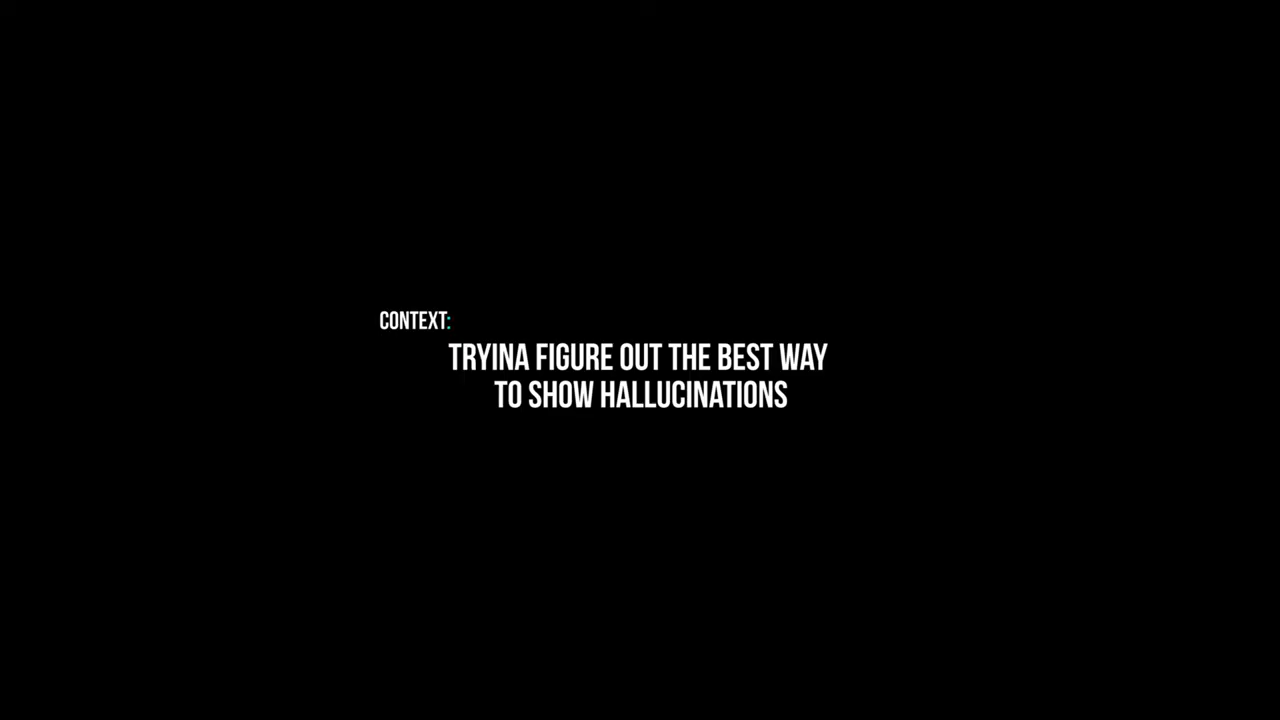 CONTEXT:
TRYINA FIGURE OUT THE BEST WAY
TO SHOW HALLUCINATIONS